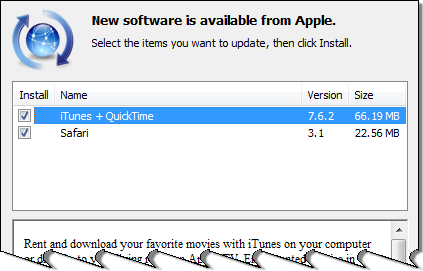 New software is available from Apple.
Select the items you want to update, then click Install.
Install Name Version Size
iTunes + QuickTime 7.6.2 66.19 MB
Safari 3.1 22.56 MB
Rent and download your favorite movies with iTunes on your computer